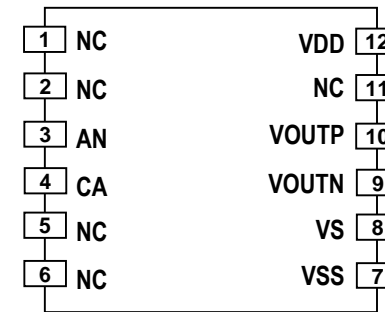 1 NC VDD 12
2 NC NC 11
3 AN VOUTP 10
4 CA VOUTN 9
5 NC VS 8
6 NC VSS 7